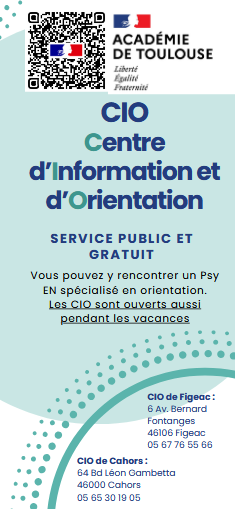 ACADÉMIE
DE TOULOUSE
Liberté
Égalité
Fraternité
CIO
Centre
d'Information et
d'Orientation
SERVICE PUBLIC ET
GRATUIT
Vous pouvez y rencontrer un Psy
EN spécialisé en orientation.
Les CIO sont ouverts aussi
pendant les vacances
CIO de Figeac :
6 Av. Bernard
Fontanges
46106 Figeac
05 67 76 55 66
CIO de Cahors :
64 Bd Léon Gambetta
46000 Cahors
05 65 30 19 05